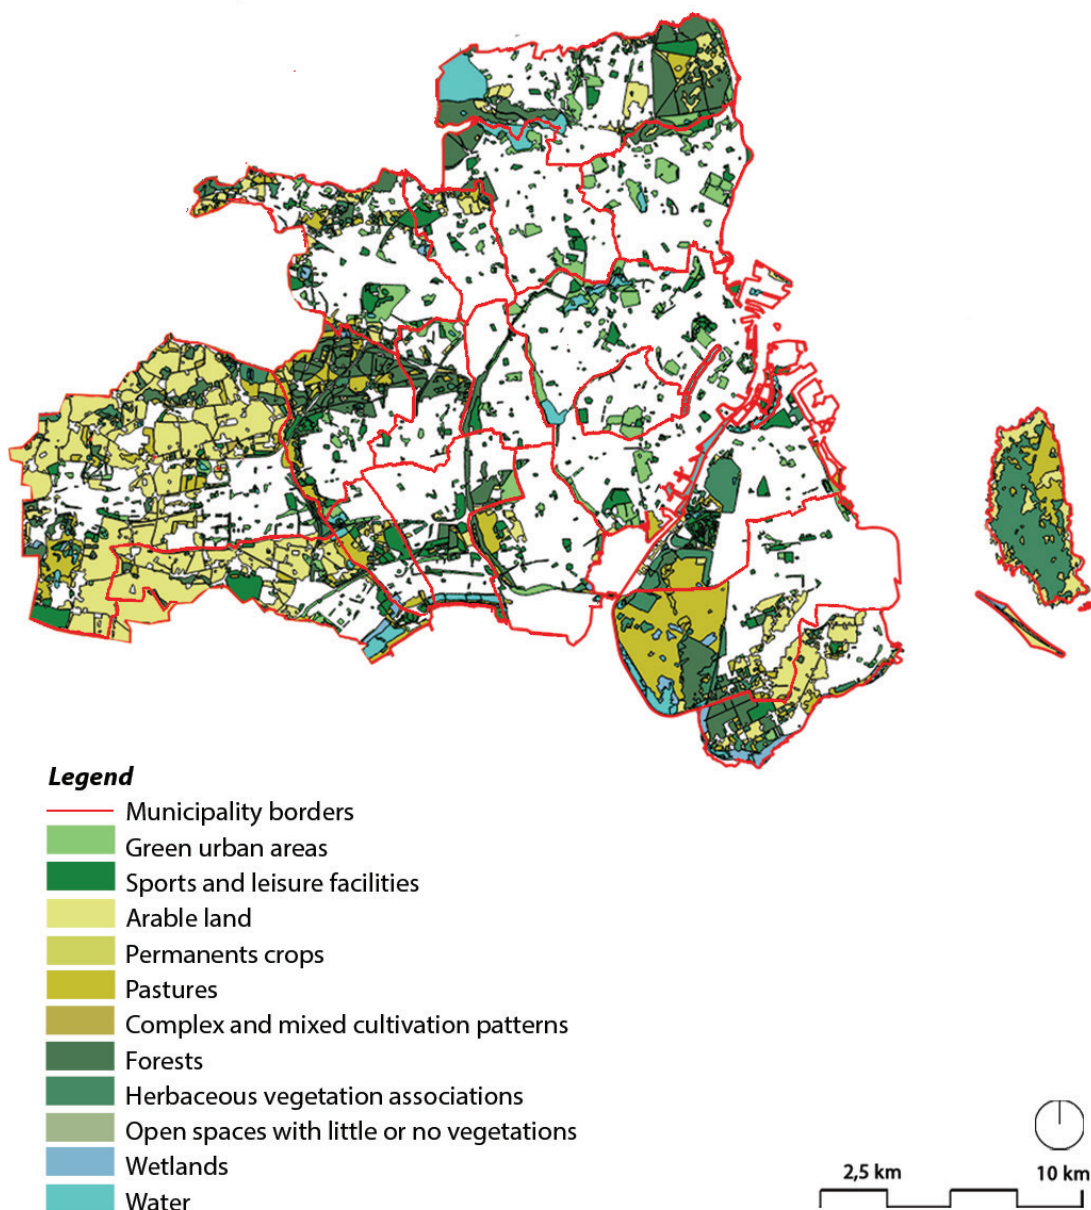 Legend
Municipality borders
Green urban areas
Sports and leisure facilities
Arable land
Permanents crops
Pastures
Complex and mixed cultivation patterns
Forests
Herbaceous vegetation associations
Open spaces with little or no vegetations
Wetlands
Water
2,5 km 10 km